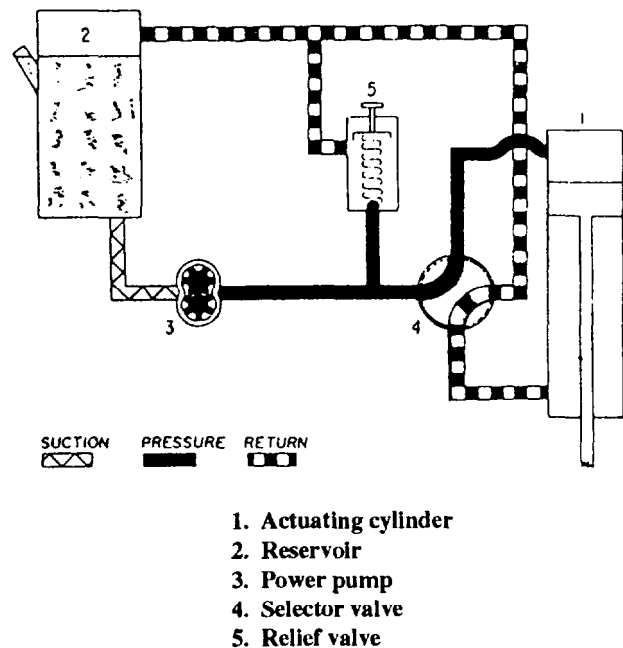 2
5
1
3
4
SUCTION PRESSURE RETURN
1. Actuating cylinder
2. Reservoir
3. Power pump
4. Selector valve
5. Relief valve